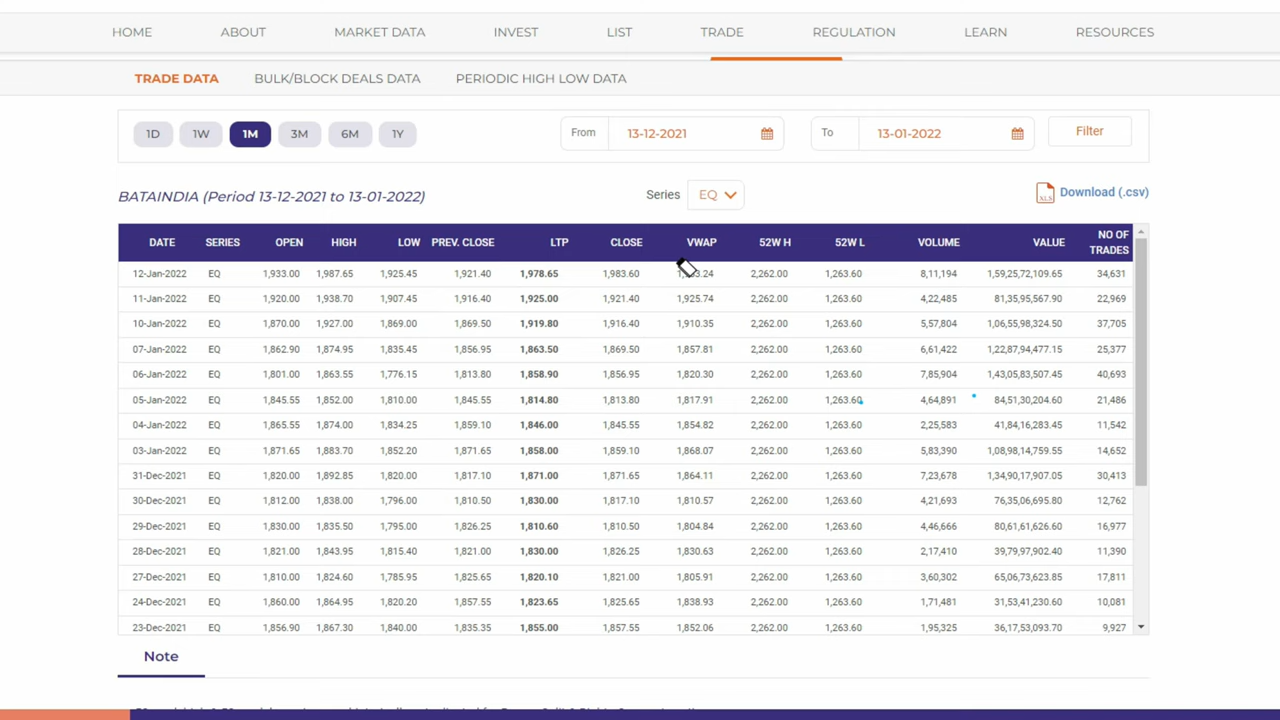 HOME ABOUT MARKET DATA INVEST LIST TRADE REGULATION LEARN RESOURCES
TRADE DATA BULK/BLOCK DEALS DATA PERIODIC HIGH LOW DATA
1D 1W 1M 3M 6M 1Y From 13-12-2021 To 13-01-2022 Filter
BATAINDIA (Period 13-12-2021 to 13-01-2022) Series EQ XLS Download (.csv)
DATE SERIES OPEN HIGH LOW PREV. CLOSE LTP CLOSE VWAP 52W H 52W L VOLUME VALUE NO OF TRADES
12-Jan-2022 EQ 1,933.00 1,987.65 1,925.45 1,921.40 1,978.65 1,983.60 2,262.00 1,263.60 8,11,194 1,59,25,72,109.65 34,631
11-Jan-2022 EQ 1,920.00 1,938.70 1,907.45 1,916.40 1,925.00 1,921.40 1,925.74 2,262.00 1,263.60 4,22,485 81,35,95,567.90 22,969
10-Jan-2022 EQ 1,870.00 1,927.00 1,869.00 1,869.50 1,919.80 1,916.40 1,910.35 2,262.00 1,263.60 5,57,804 1,06,55,98,324.50 37,705
07-Jan-2022 EQ 1,862.90 1,874.95 1,835.45 1,856.95 1,863.50 1,869.50 1,857.81 2,262.00 1,263.60 6,61,422 1,22,87,94,477.15 25,377
06-Jan-2022 EQ 1,801.00 1,863.55 1,776.15 1,813.80 1,858.90 1,856.95 1,820.30 2,262.00 1,263.60 7,85,904 1,43,05,83,507.45 40,693
05-Jan-2022 EQ 1,845.55 1,852.00 1,810.00 1,845.55 1,814.80 1,813.80 1,817.91 2,262.00 1,263.60 4,64,891 84,51,30,204.60 21,486
04-Jan-2022 EQ 1,865.55 1,874.00 1,834.25 1,859.10 1,846.00 1,845.55 1,854.82 2,262.00 1,263.60 2,25,583 41,84,16,283.45 11,542
03-Jan-2022 EQ 1,871.65 1,883.70 1,852.20 1,871.65 1,858.00 1,859.10 1,868.07 2,262.00 1,263.60 5,83,390 1,08,98,14,759.55 14,652
31-Dec-2021 EQ 1,820.00 1,892.85 1,820.00 1,817.10 1,871.00 1,871.65 1,864.11 2,262.00 1,263.60 7,23,678 1,34,90,17,907.05 30,413
30-Dec-2021 EQ 1,812.00 1,838.00 1,796.00 1,810.50 1,830.00 1,817.10 1,810.57 2,262.00 1,263.60 4,21,693 76,35,06,695.80 12,762
29-Dec-2021 EQ 1,830.00 1,835.50 1,795.00 1,826.25 1,810.60 1,810.50 1,804.84 2,262.00 1,263.60 4,46,666 80,61,61,626.60 16,977
28-Dec-2021 EQ 1,821.00 1,843.95 1,815.40 1,821.00 1,830.00 1,826.25 1,830.63 2,262.00 1,263.60 2,17,410 39,79,97,902.40 11,390
27-Dec-2021 EQ 1,810.00 1,824.60 1,785.95 1,825.65 1,820.10 1,821.00 1,805.91 2,262.00 1,263.60 3,60,302 65,06,73,623.85 17,811
24-Dec-2021 EQ 1,860.00 1,864.95 1,820.20 1,857.55 1,823.65 1,825.65 1,838.93 2,262.00 1,263.60 1,71,481 31,53,41,230.60 10,081
23-Dec-2021 EQ 1,856.90 1,867.30 1,840.00 1,835.35 1,855.00 1,857.55 1,852.06 2,262.00 1,263.60 1,95,325 36,17,53,093.70 9,927
Note